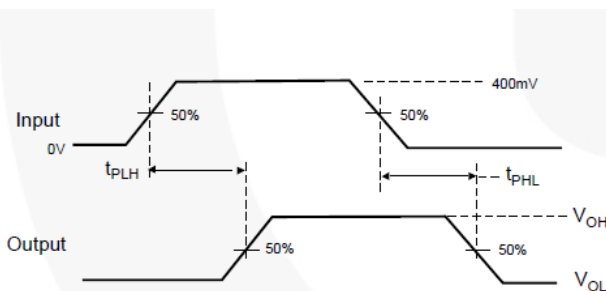 400mV
50%
50%
Input
0V
tPLH
tPHL
VOH
Output
50%
50%
VOL